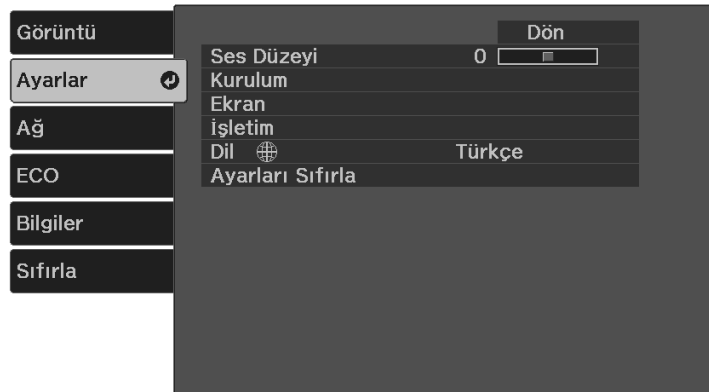 Görüntü
Ayarlar
Ağ
ECO
Bilgiler
Sıfırla
Dön
Ses Düzeyi 0
Kurulum
Ekran
İşletim
Dil Türkçe
Ayarları Sıfırla